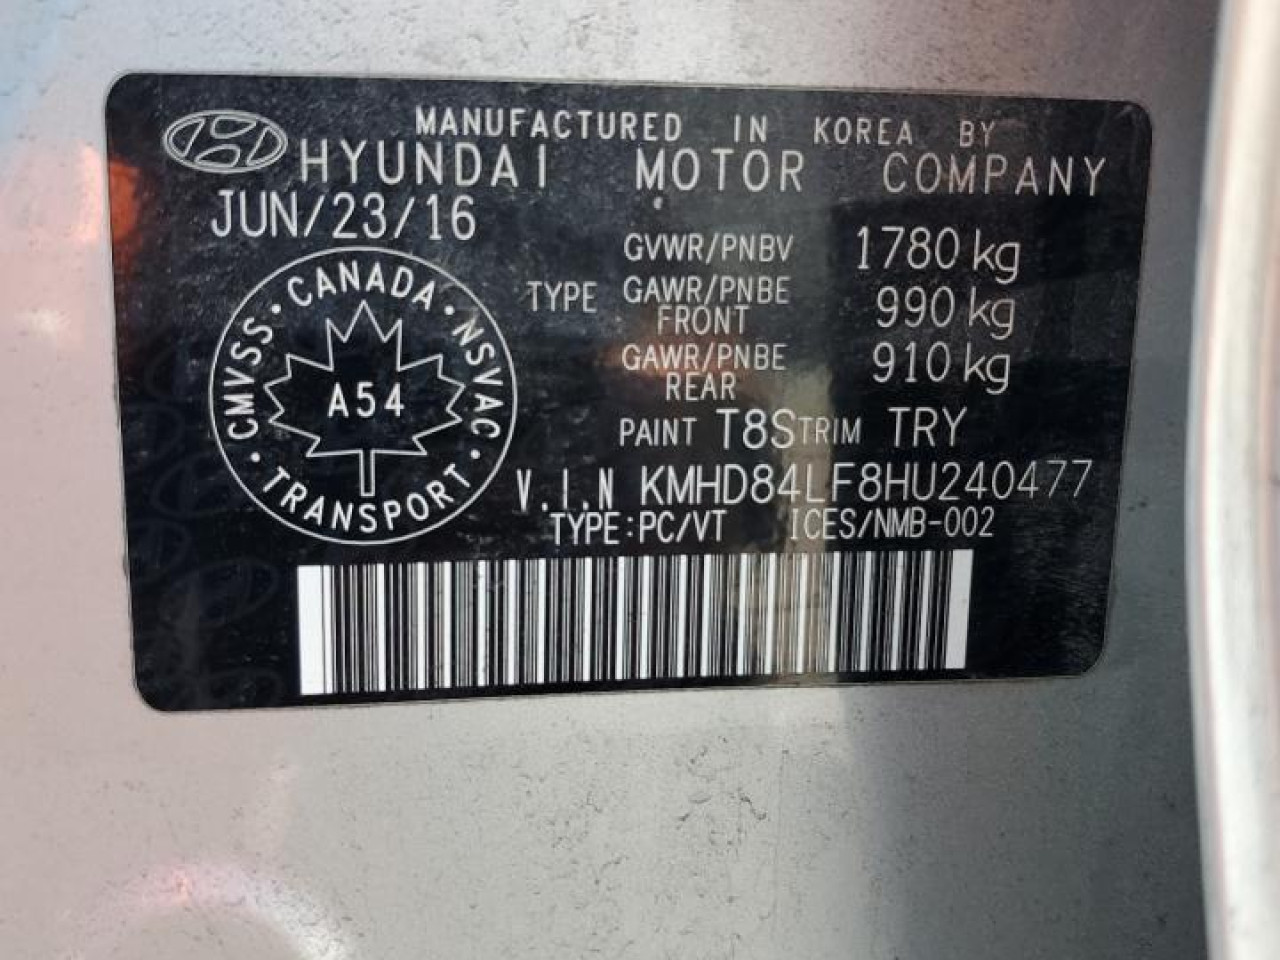 MANUFACTURED IN KOREA BY
HYUNDAI MOTOR COMPANY
JUN/23/16
CANADA · NSVAC · TRANSPORT · CMVSS ·
A54
TYPE
GVWR/PNBV 1780 kg
GAWR/PNBE FRONT 990 kg
GAWR/PNBE REAR 910 kg
PAINT T8S TRIM TRY
V.I.N KMHD84LF8HU240477
TYPE:PC/VT ICES/NMB-002